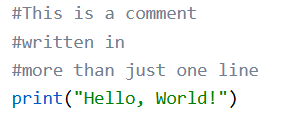 #This is a comment
#written in
#more than just one line
print("Hello, World!")